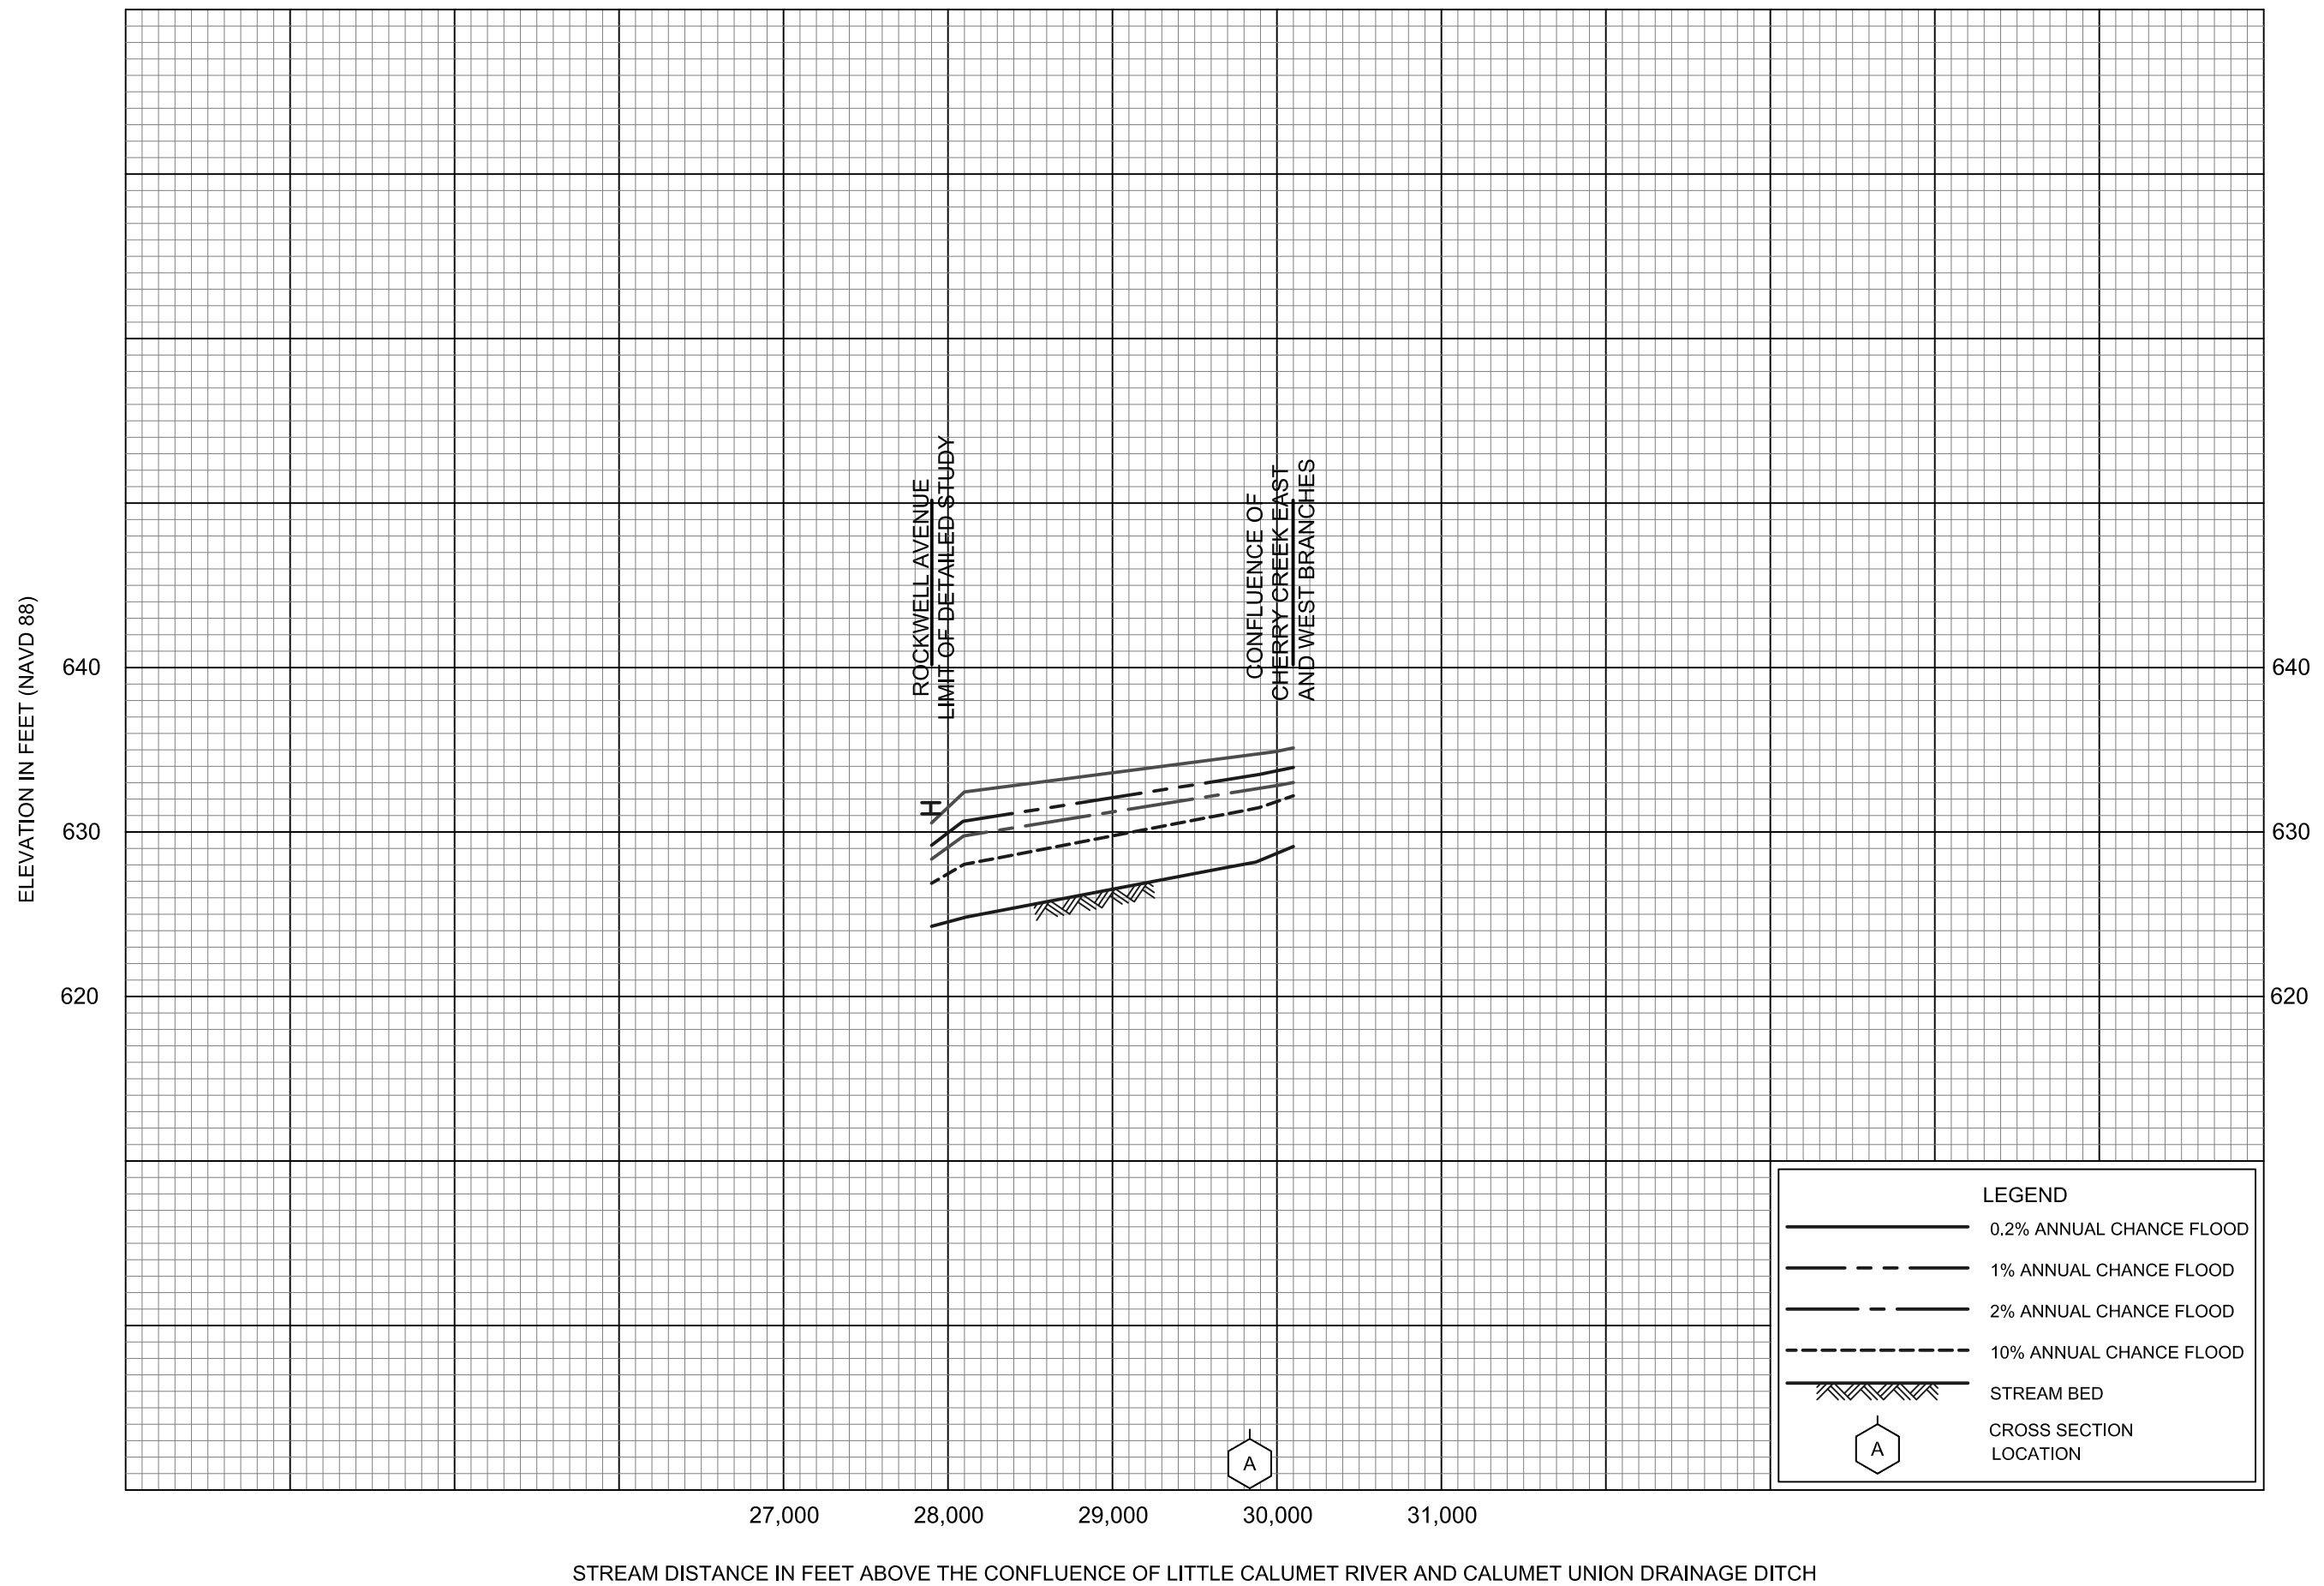 ROCKWELL AVENUE
LIMIT OF DETAILED STUDY
CONFLUENCE OF
CHERRY CREEK EAST
AND WEST BRANCHES
ELEVATION IN FEET (NAVD 88)
640
640
630
630
620
620
LEGEND
0.2% ANNUAL CHANCE FLOOD
1% ANNUAL CHANCE FLOOD
2% ANNUAL CHANCE FLOOD
10% ANNUAL CHANCE FLOOD
STREAM BED
A
CROSS SECTION
LOCATION
A
27,000
28,000
29,000
30,000
31,000
STREAM DISTANCE IN FEET ABOVE THE CONFLUENCE OF LITTLE CALUMET RIVER AND CALUMET UNION DRAINAGE DITCH